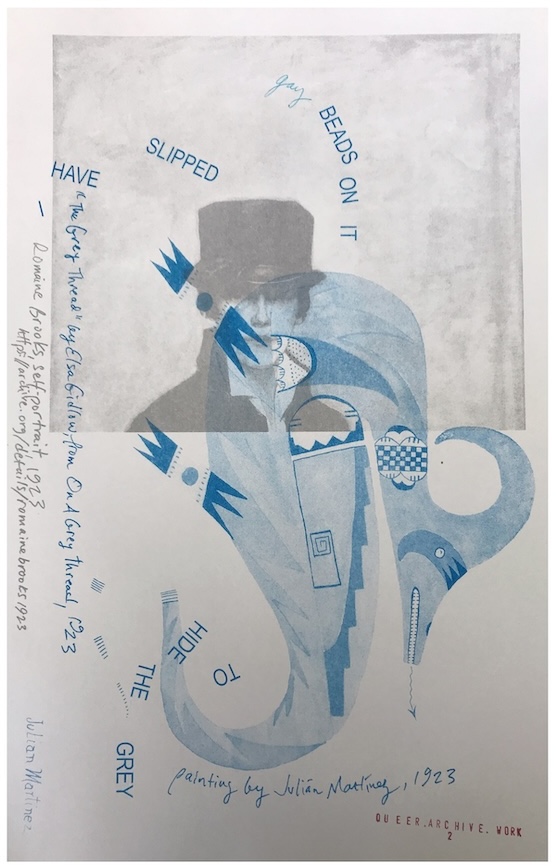 HAVE
SLIPPED
gay
BEADS ON IT
TO
HIDE
THE
GREY
"The Grey Thread" by Elsa Gidlow, from On A Grey Thread, 1923
— Romaine Brooks, self-portrait, 1923
http://archive.org/details/romainebrooks1923
Julian Martinez
painting by Julián Martinez, 1923
QUEER.ARCHIVE.WORK
2